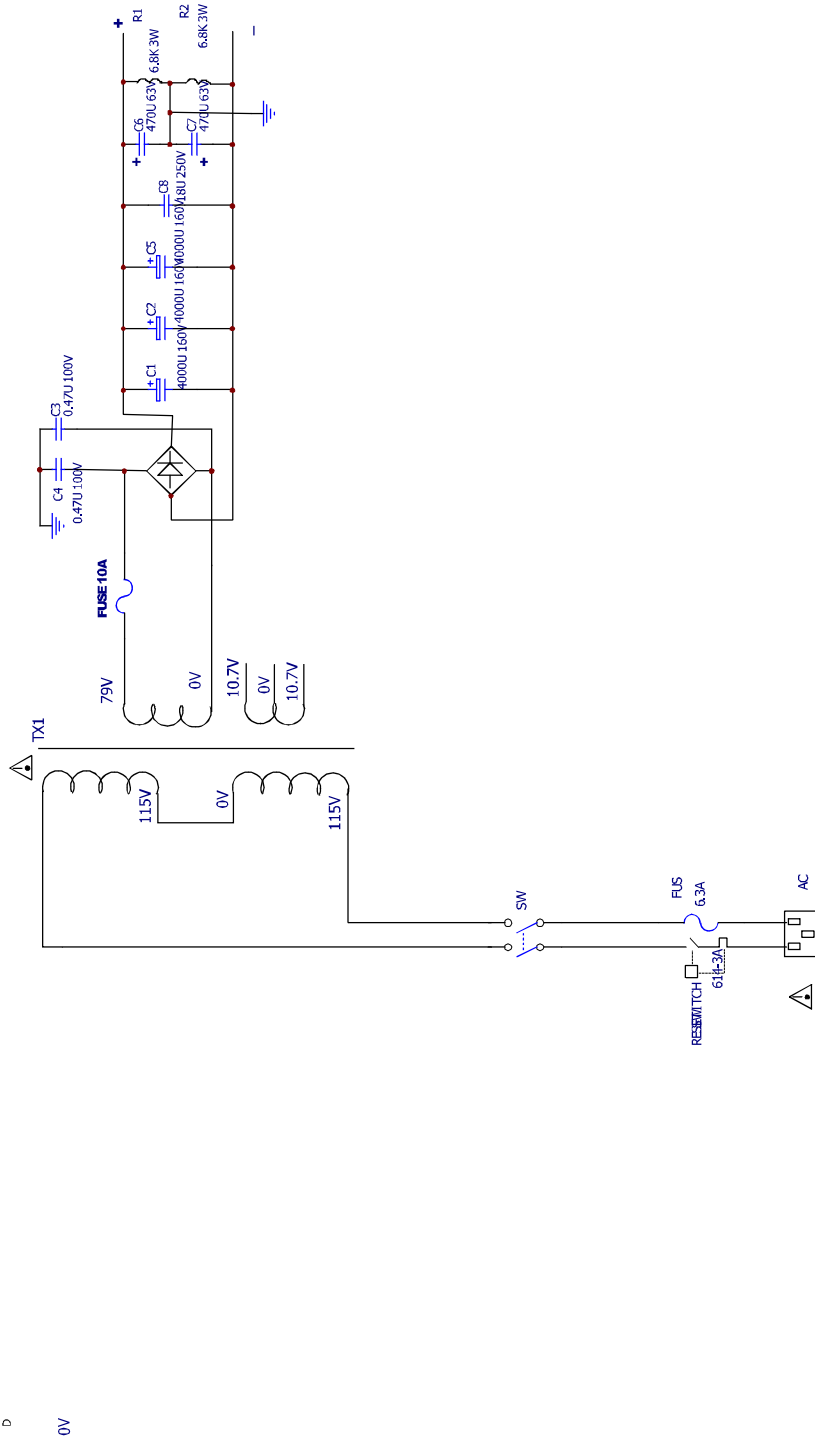 +
R1
6.8K 3W
R2
6.8K 3W
−
C6
470U 63V
+
C7
470U 63V
+
C8
18U 250V
+ C5
4000U 160V
+ C2
4000U 160V
+ C1
4000U 160V
C3
0.47U 100V
C4
0.47U 100V
FUSE 10A
79V
0V
10.7V
0V
10.7V
TX1
115V
0V
115V
SW
FUS
6.3A
AC
614-3A
D
0V